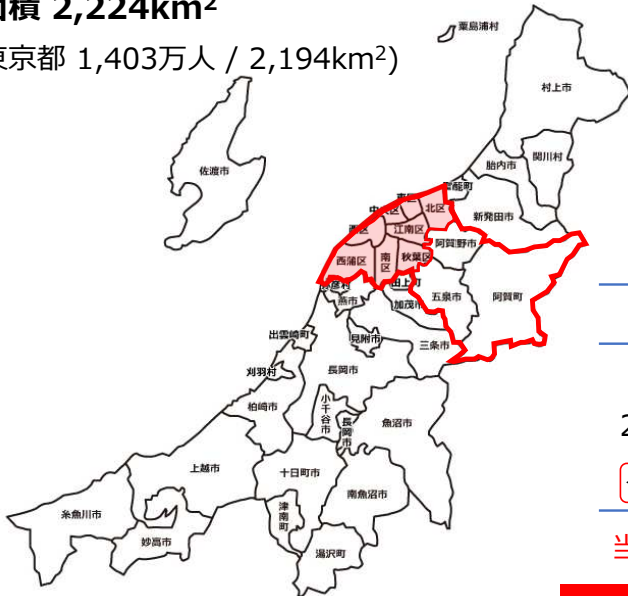 積 2,224km²
東京都 1,403万人 / 2,194km²)
粟島浦村
村上市
関川村
胎内市
聖籠町
新発田市
佐渡市
東区
中央区
北区
西区
江南区
阿賀野市
西蒲区
南区
秋葉区
田上町
五泉市
阿賀町
弥彦村
燕市
加茂市
出雲崎町
見附市
三条市
刈羽村
長岡市
小千谷市
長岡市
魚沼市
柏崎市
上越市
十日町市
南魚沼市
糸魚川市
妙高市
津南町
湯沢町
2